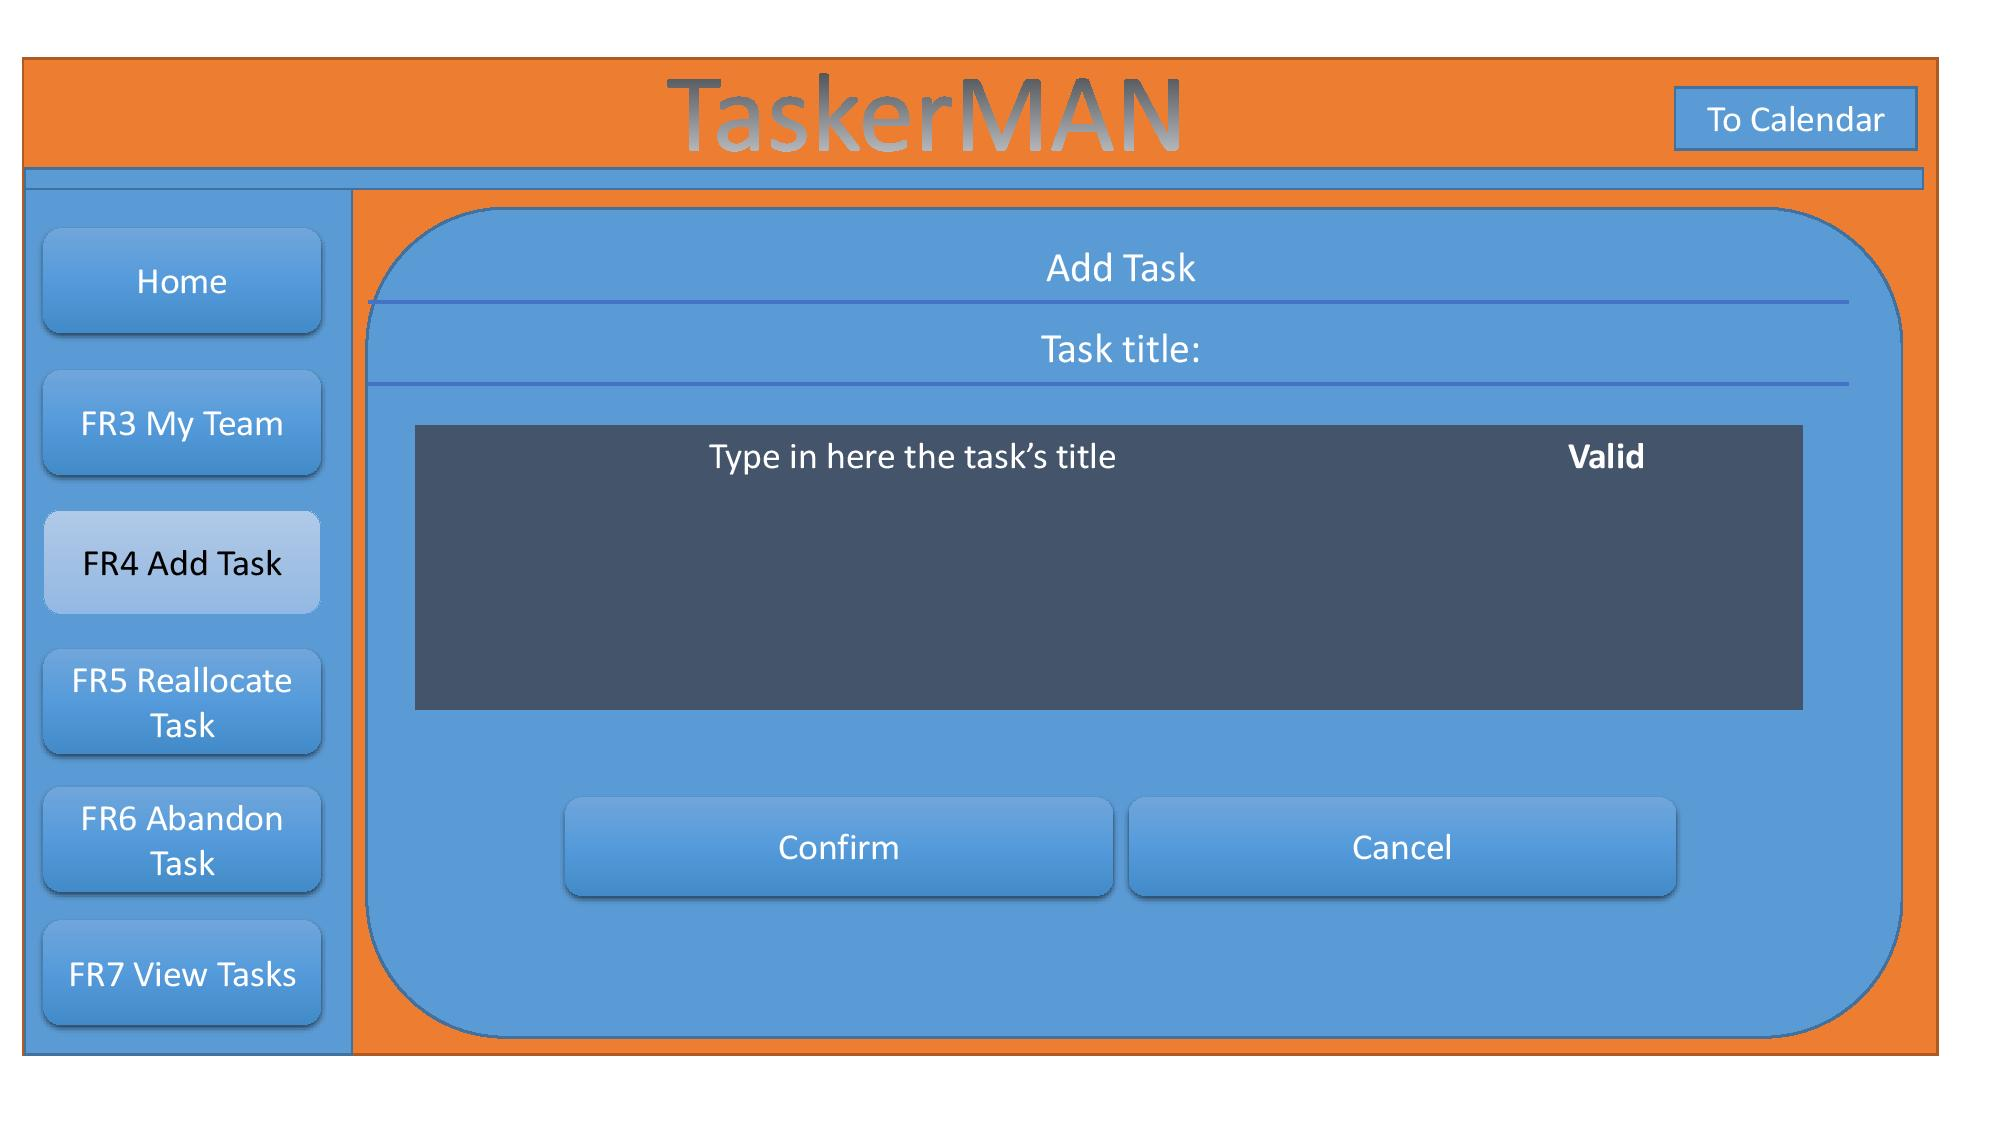 TaskerMAN
To Calendar
Home
FR3 My Team
FR4 Add Task
FR5 Reallocate
Task
FR6 Abandon
Task
FR7 View Tasks
Add Task
Task title:
Type in here the task’s title
Valid
Confirm
Cancel